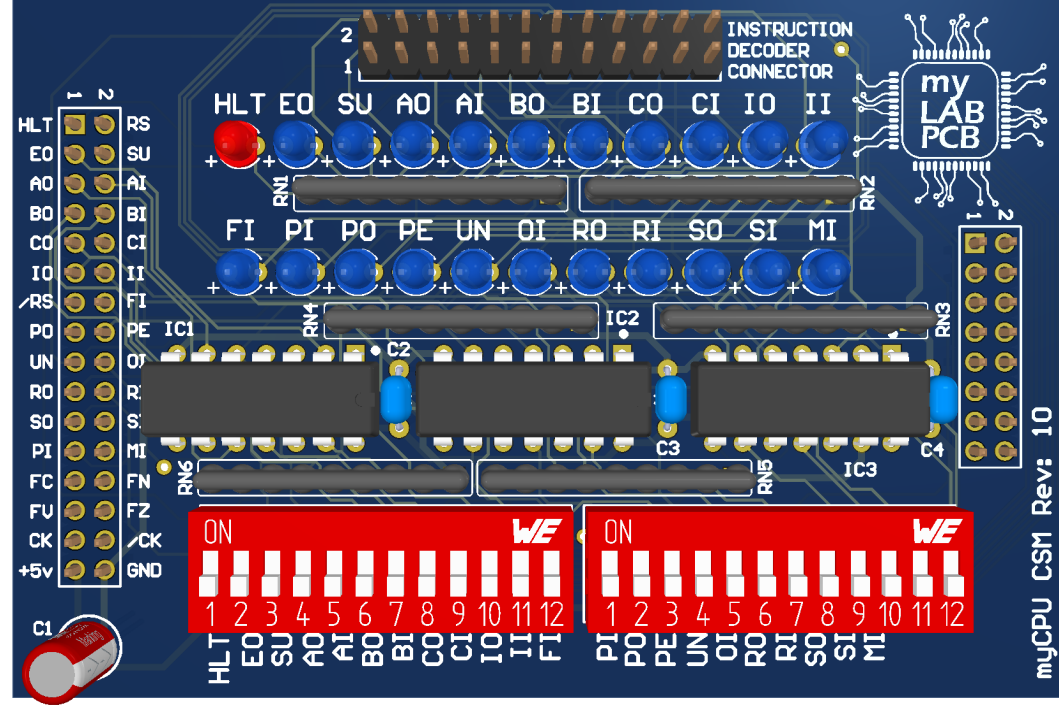 2 INSTRUCTION
DECODER
1 CONNECTOR
my
LAB
PCB
HLT EO SU AO AI BO BI CO CI IO II
+ + + + + + + + + + +
RN1
RN2
FI PI PO PE UN OI RO RI SO SI MI
+ + + + + + + + + + +
RN4
RN3
1 2
HLT RS
EO SU
AO AI
BO BI
CO CI
IO II
/RS FI
PO PE
UN OI
RO R
SO S
PI MI
FC FN
FV FZ
CK /CK
+5v GND
1 2
IC1
C2
IC2
C3
IC3
C4
RN6
RN5
ON WE
1 2 3 4 5 6 7 8 9 10 11 12
HLT EO SU AO AI BO BI CO CI IO II FI
ON WE
1 2 3 4 5 6 7 8 9 10 11 12
PI PO PE UN OI RO RI SO SI MI
C1
myCPU CSM Rev: 10